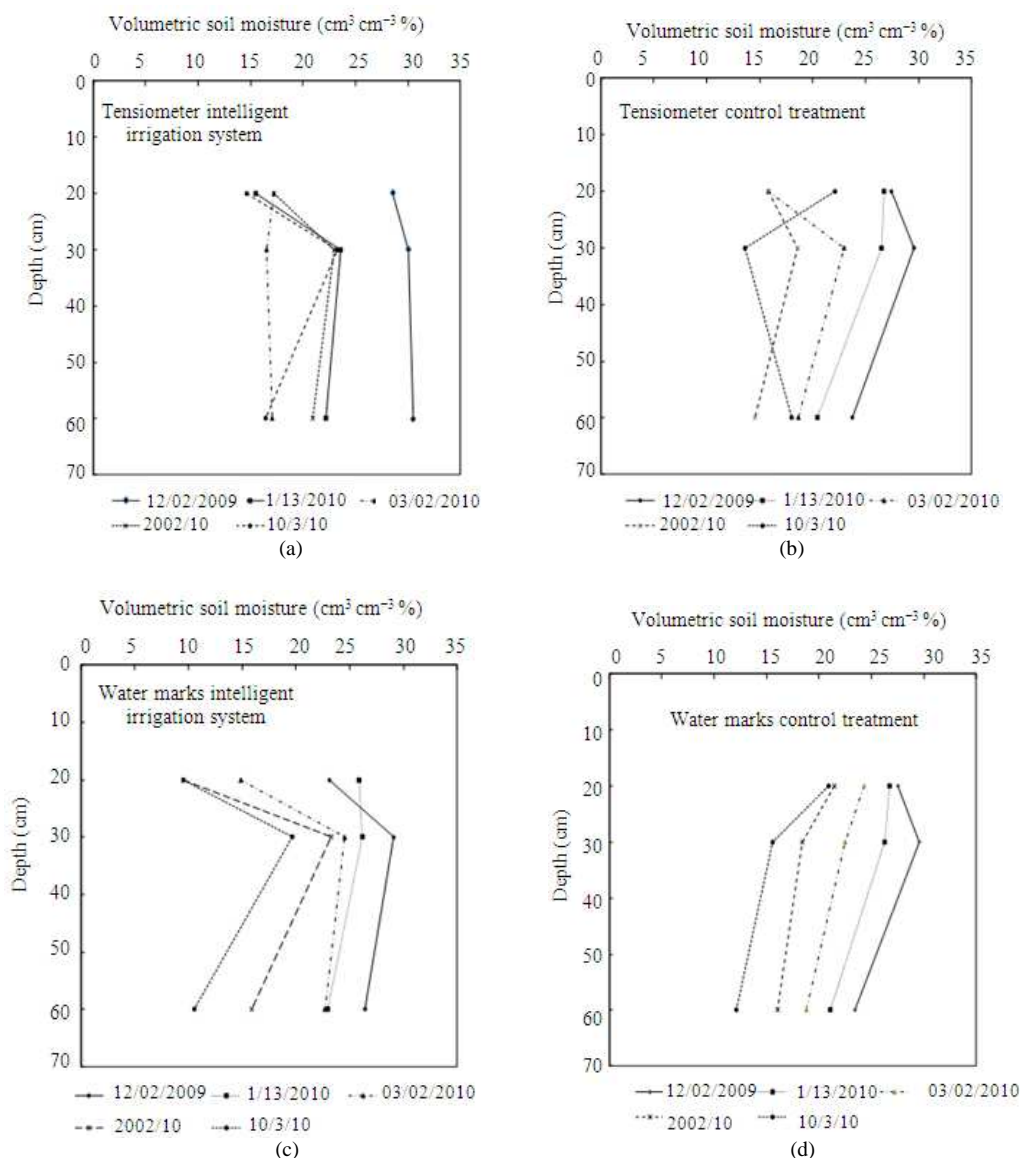 Volumetric soil moisture (cm³ cm⁻³ %)
0 5 10 15 20 25 30 35
0
Tensiometer intelligent
irrigation system
10
20
30
40
50
60
70
Depth (cm)
12/02/2009 1/13/2010 03/02/2010
2002/10 10/3/10
(a)
Volumetric soil moisture (cm³ cm⁻³ %)
0 5 10 15 20 25 30 35
0
Tensiometer control treatment
10
20
30
40
50
60
70
Depth (cm)
12/02/2009 1/13/2010 03/02/2010
2002/10 10/3/10
(b)
Volumetric soil moisture (cm³ cm⁻³ %)
0 5 10 15 20 25 30 35
0
Water marks intelligent
irrigation system
10
20
30
40
50
60
70
Depth (cm)
12/02/2009 1/13/2010 03/02/2010
2002/10 10/3/10
(c)
Volumetric soil moisture (cm³ cm⁻³ %)
0 5 10 15 20 25 30 35
0
Water marks control treatment
10
20
30
40
50
60
70
Depth (cm)
12/02/2009 1/13/2010 03/02/2010
2002/10 10/3/10
(d)